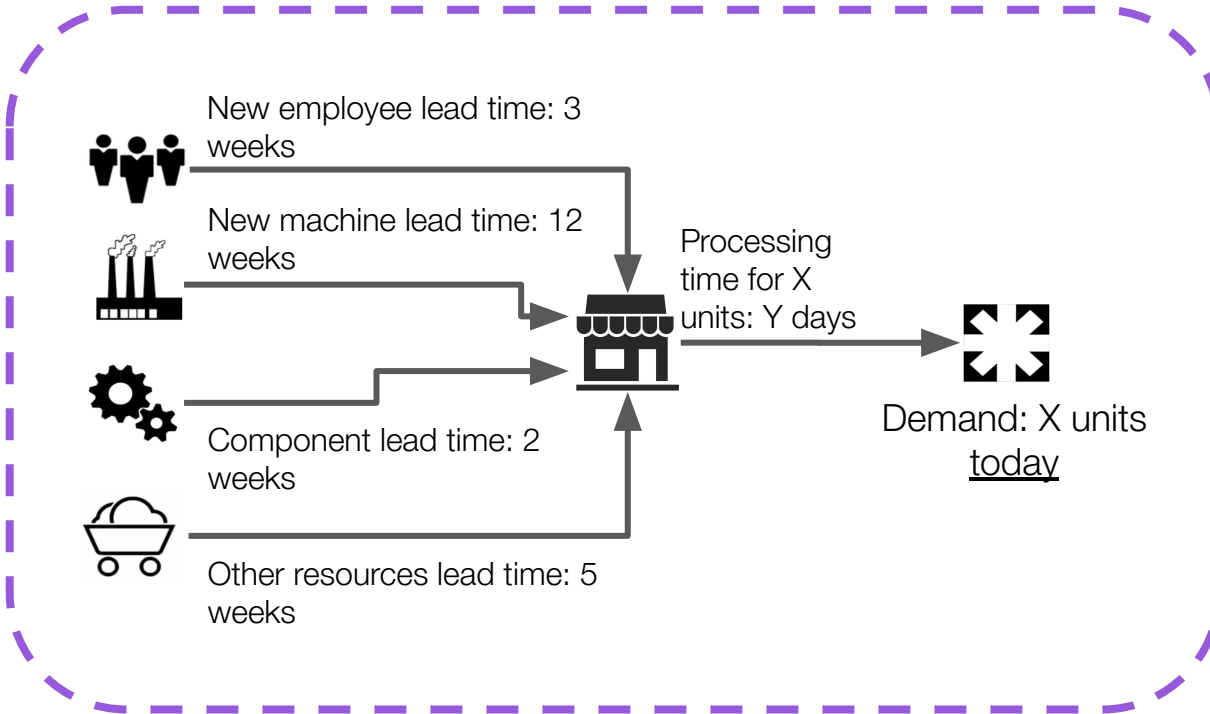 New employee lead time: 3
weeks
New machine lead time: 12
weeks
Processing
time for X
units: Y days
Component lead time: 2
weeks
Demand: X units
today
Other resources lead time: 5
weeks